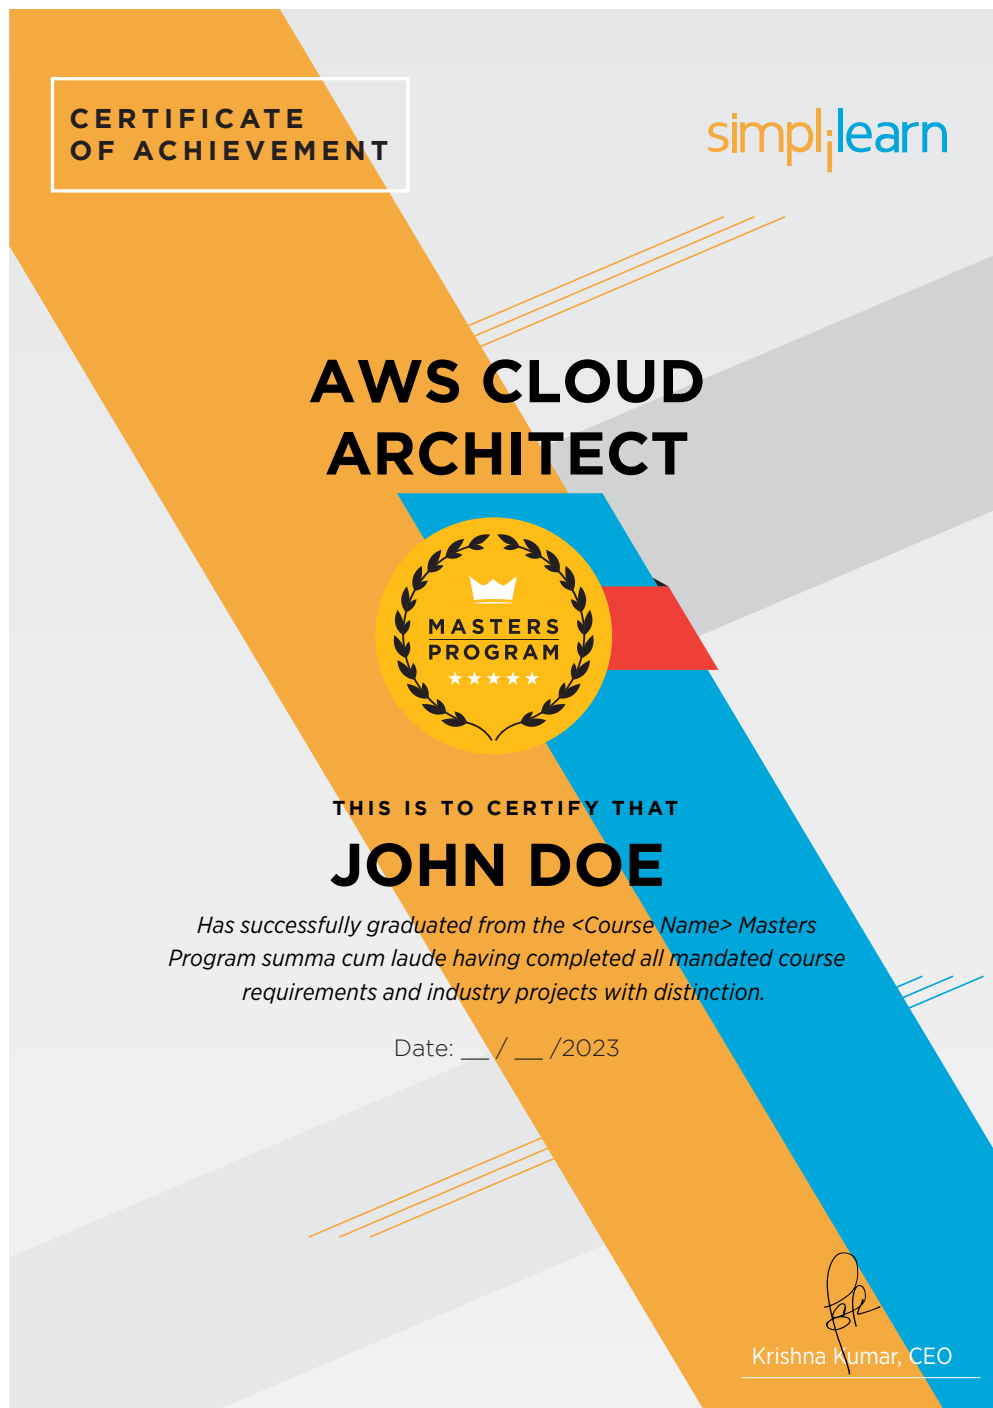 CERTIFICATE
OF ACHIEVEMENT
simplilearn
AWS CLOUD
ARCHITECT
MASTERS
PROGRAM
THIS IS TO CERTIFY THAT
JOHN DOE
Has successfully graduated from the <Course Name> Masters
Program summa cum laude having completed all mandated course
requirements and industry projects with distinction.
Date: __ / __ /2023
Krishna Kumar, CEO